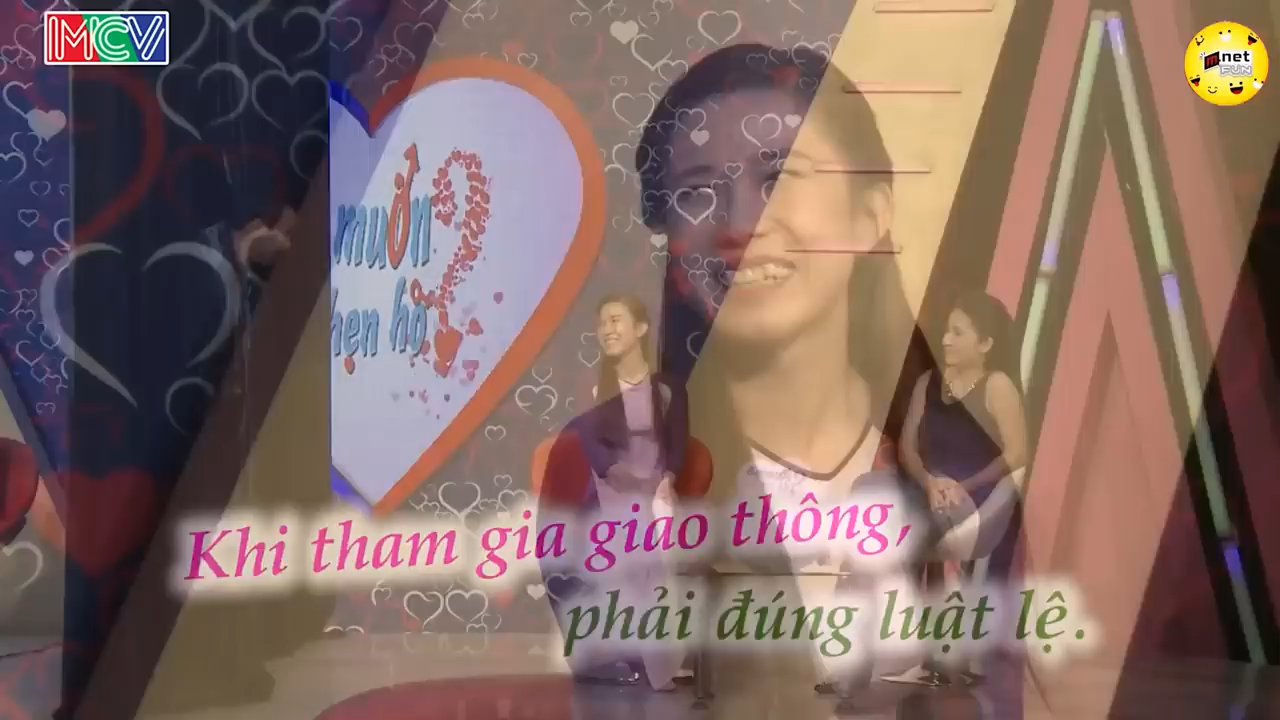 MCV
m.net
FUN
muốn
hẹn hò
Khi tham gia giao thông,
phải đúng luật lệ.